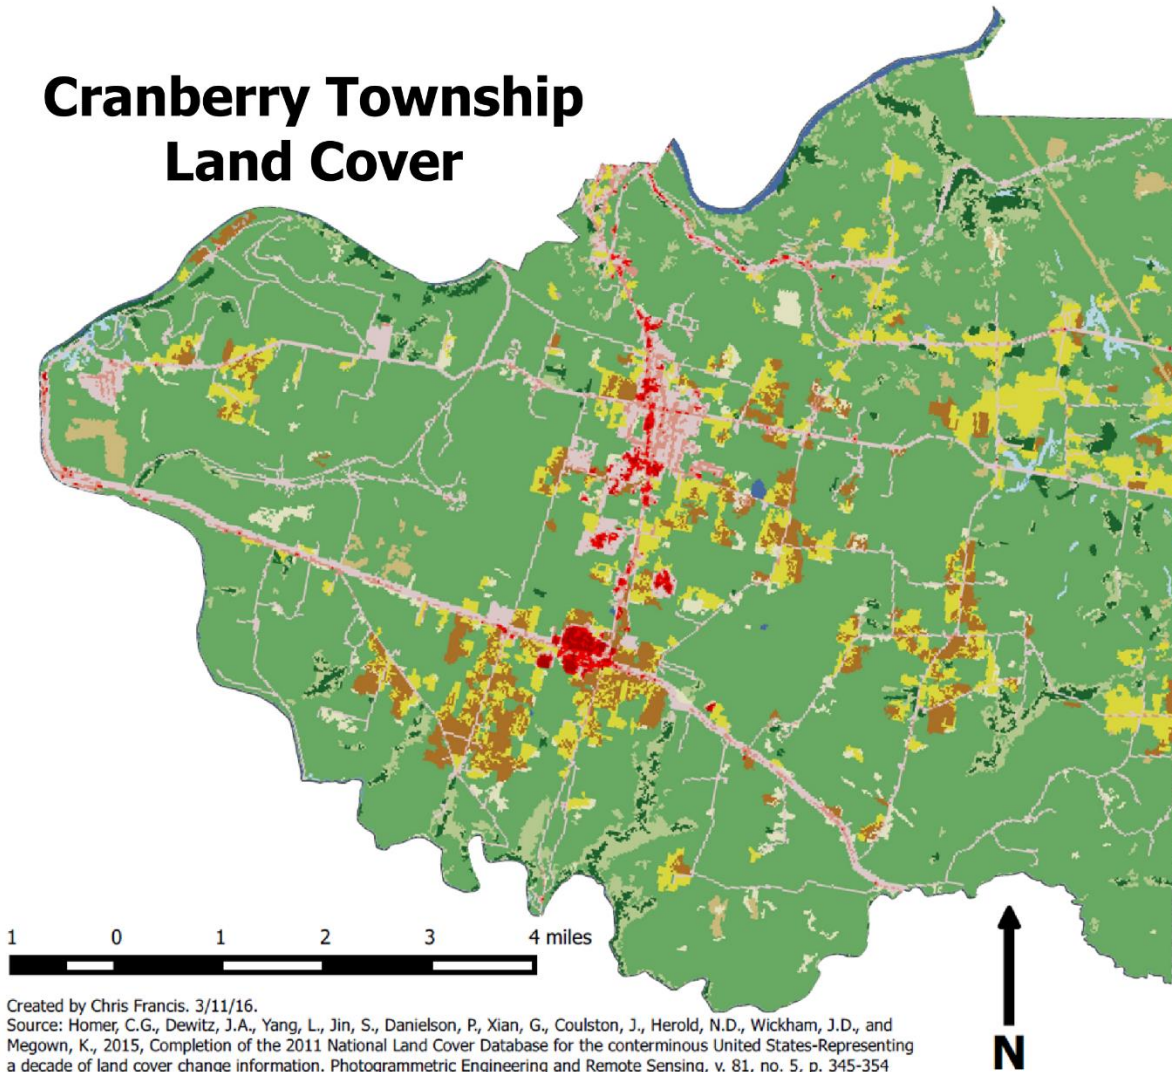 Cranberry Township
Land Cover
1 0 1 2 3 4 miles
Created by Chris Francis. 3/11/16.
Source: Homer, C.G., Dewitz, J.A., Yang, L., Jin, S., Danielson, P., Xian, G., Coulston, J., Herold, N.D., Wickham, J.D., and
Megown, K., 2015, Completion of the 2011 National Land Cover Database for the conterminous United States-Representing
a decade of land cover change information. Photogrammetric Engineering and Remote Sensing, v. 81, no. 5, p. 345-354
N